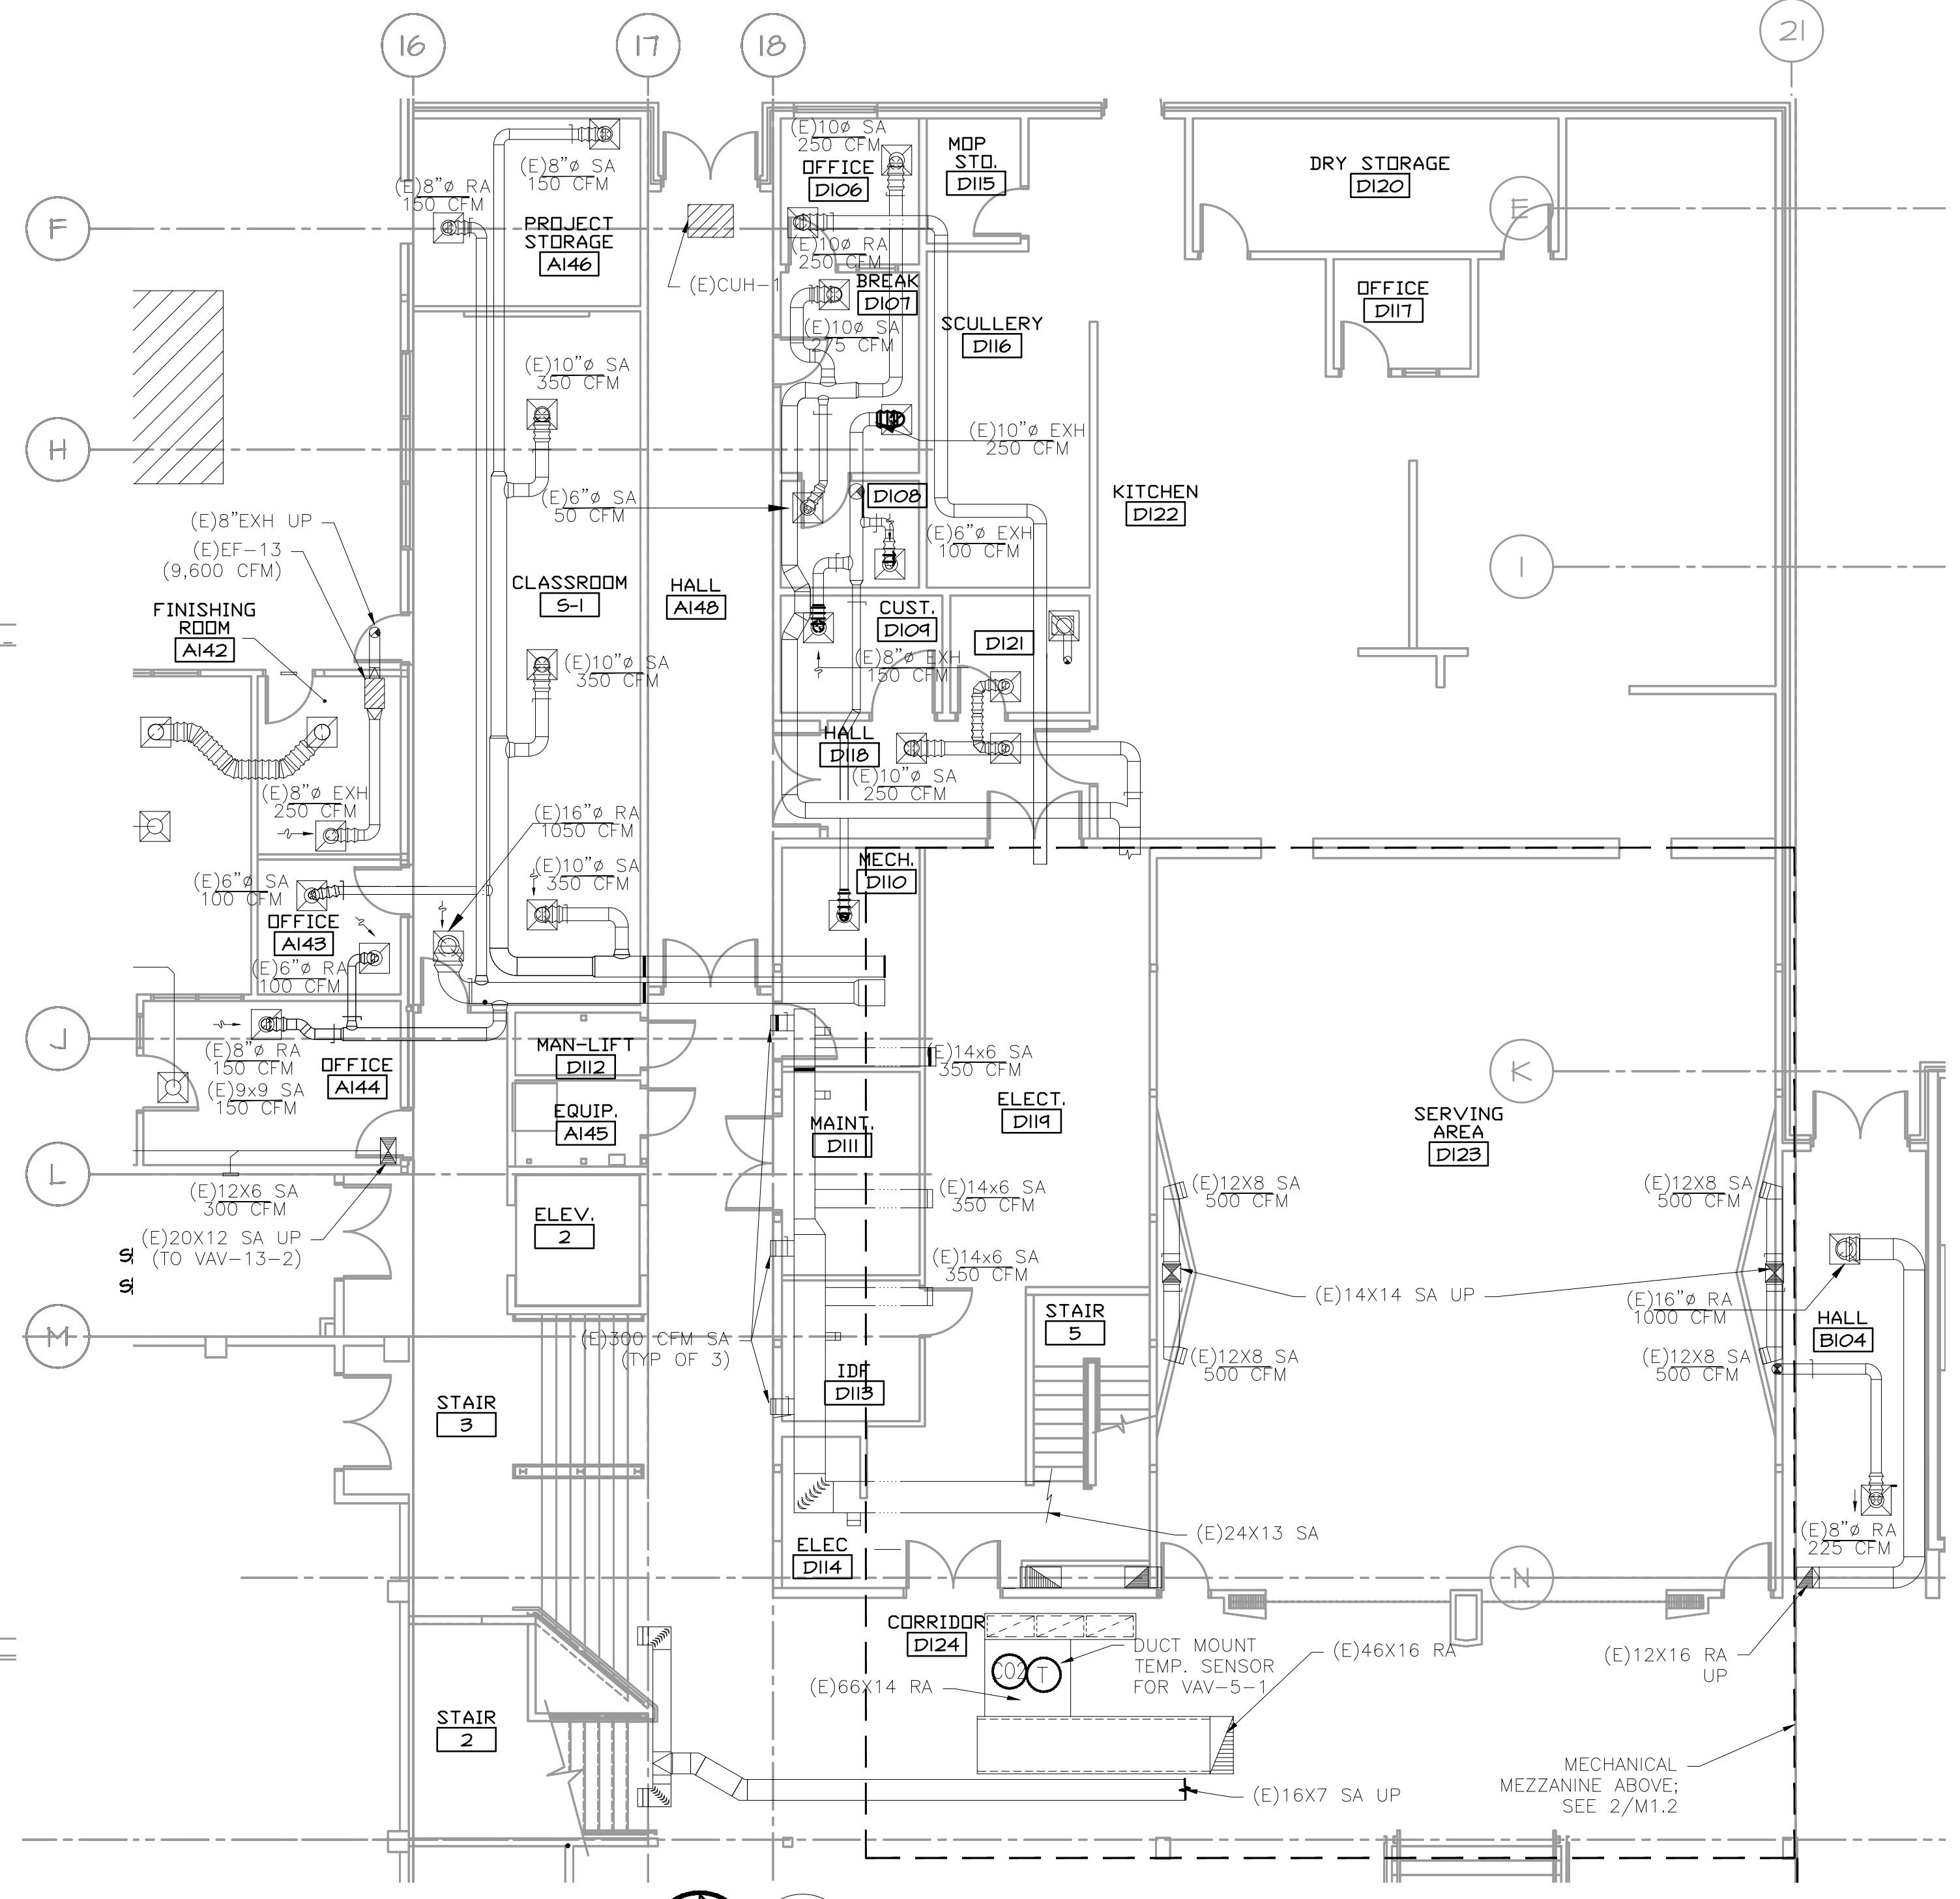 16
17
18
21
(E)10ø SA
250 CFM
OFFICE
D106
MOP
STO.
D115
DRY STORAGE
D120
(E)8"ø SA
150 CFM
(E)8"ø RA
150 CFM
F
E
PROJECT
STORAGE
A146
(E)10ø RA
250 CFM
(E)CUH-1
BREAK
D107
OFFICE
D117
(E)10ø SA
275 CFM
SCULLERY
D116
(E)10"ø SA
350 CFM
(E)10"ø EXH
250 CFM
H
(E)6"ø SA
50 CFM
D108
KITCHEN
D122
(E)8"EXH UP
(E)EF-13
(9,600 CFM)
(E)6"ø EXH
100 CFM
I
CLASSROOM
S-1
HALL
A148
FINISHING
ROOM
A142
CUST.
D109
D121
(E)10"ø SA
350 CFM
(E)8"ø EXH
150 CFM
HALL
D118
(E)10"ø SA
250 CFM
(E)8"ø EXH
250 CFM
(E)16"ø RA
1050 CFM
(E)10"ø SA
350 CFM
MECH.
D110
(E)6"ø SA
100 CFM
OFFICE
A143
(E)6"ø RA
100 CFM
J
(E)8"ø RA
150 CFM
OFFICE
A144
(E)9x9 SA
150 CFM
MAN-LIFT
D112
(E)14x6 SA
350 CFM
K
EQUIP.
A145
MAINT.
D111
ELECT.
D119
SERVING
AREA
D123
L
(E)12X6 SA
300 CFM
(E)14x6 SA
350 CFM
(E)12X8 SA
500 CFM
(E)12X8 SA
500 CFM
(E)20X12 SA UP
(TO VAV-13-2)
ELEV.
2
(E)14x6 SA
350 CFM
(E)14X14 SA UP
(E)16"ø RA
1000 CFM
STAIR
5
HALL
B104
M
(E)300 CFM SA
(TYP OF 3)
(E)12X8 SA
500 CFM
(E)12X8 SA
500 CFM
IDF
D113
STAIR
3
(E)24X13 SA
(E)8"ø RA
225 CFM
ELEC
D114
N
CORRIDOR
D124
DUCT MOUNT
TEMP. SENSOR
FOR VAV-5-1
CO2
T
(E)46X16 RA
(E)12X16 RA
UP
(E)66X14 RA
STAIR
2
(E)16X7 SA UP
MECHANICAL
MEZZANINE ABOVE;
SEE 2/M1.2